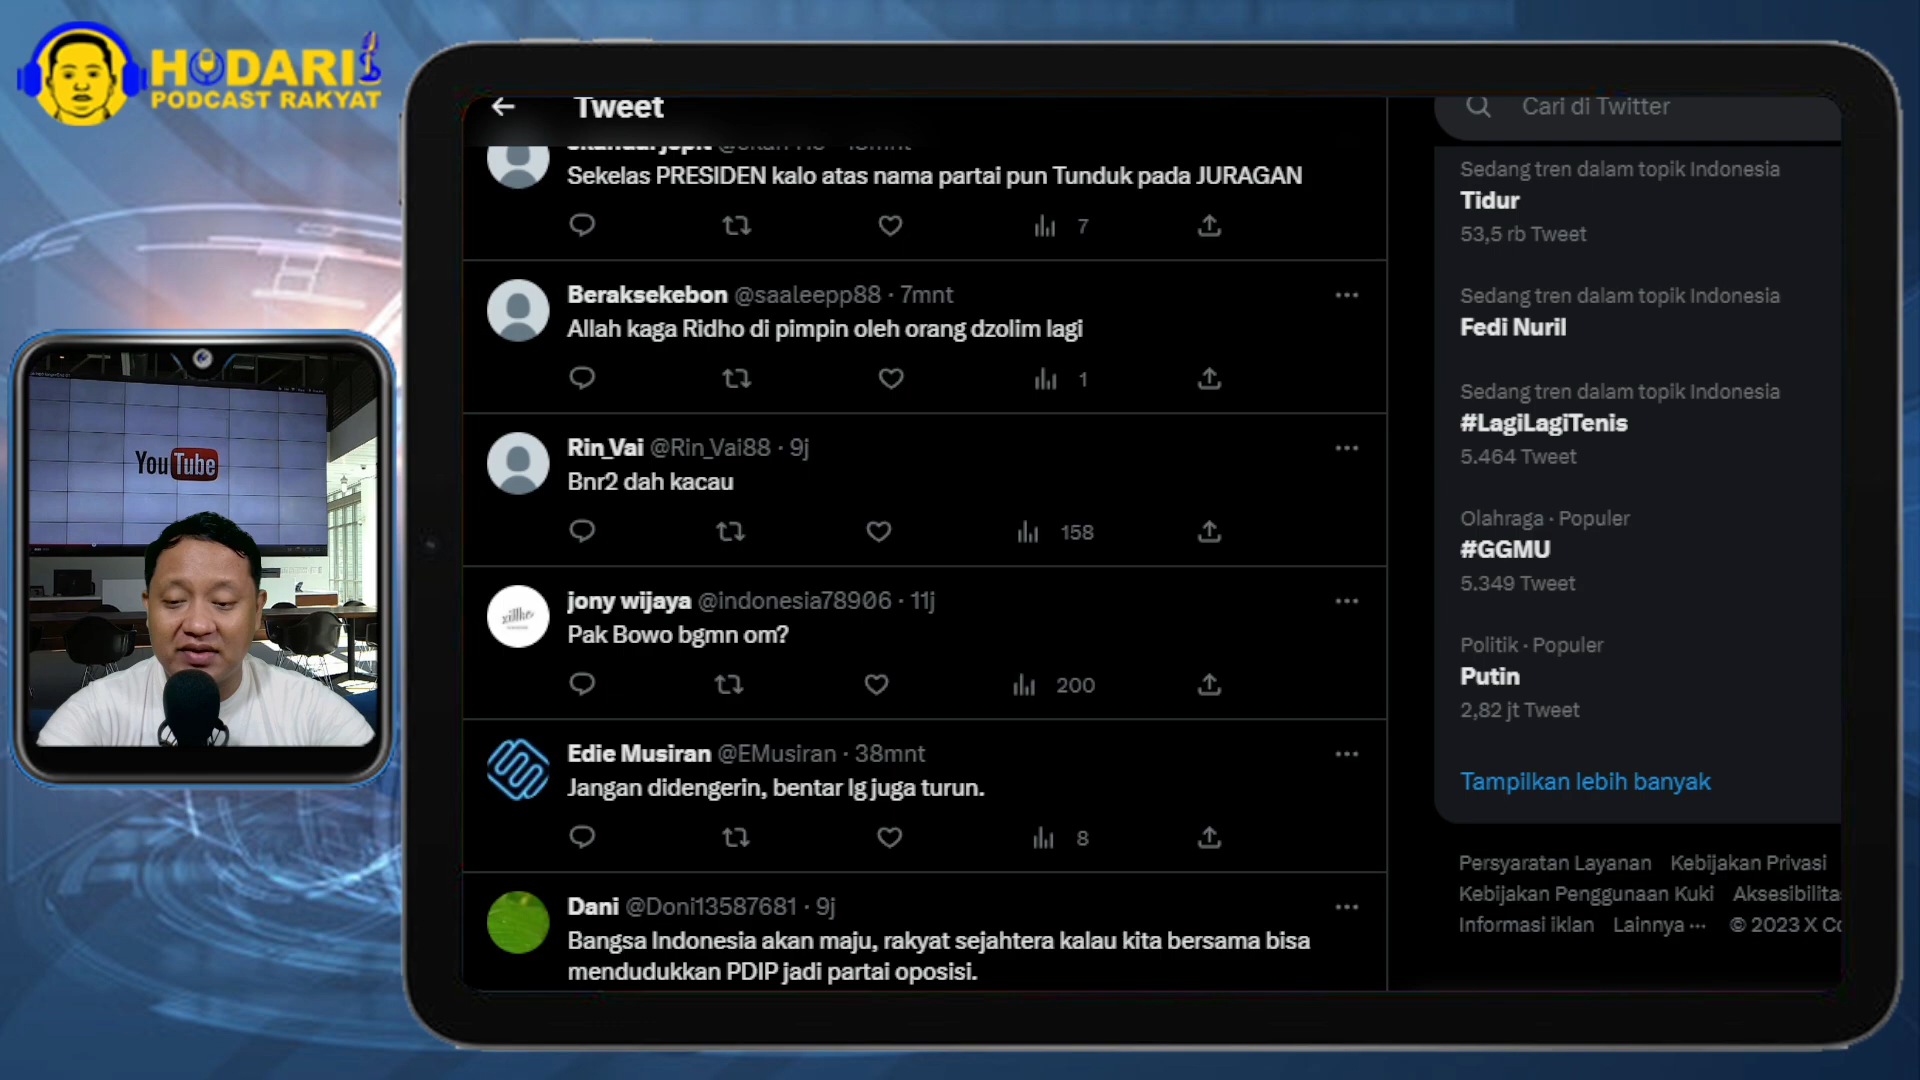 HODARI
PODCAST RAKYAT
YouTube
Tweet
Sekelas PRESIDEN kalo atas nama partai pun Tunduk pada JURAGAN
7
Beraksekebon @saaleepp88 · 7mnt
Allah kaga Ridho di pimpin oleh orang dzolim lagi
1
Rin_Vai @Rin_Vai88 · 9j
Bnr2 dah kacau
158
jony wijaya @indonesia78906 · 11j
Pak Bowo bgmn om?
200
Edie Musiran @EMusiran · 38mnt
Jangan didengerin, bentar lg juga turun.
8
Dani @Doni13587681 · 9j
Bangsa Indonesia akan maju, rakyat sejahtera kalau kita bersama bisa
mendudukkan PDIP jadi partai oposisi.
Cari di Twitter
Sedang tren dalam topik Indonesia
Tidur
53,5 rb Tweet
Sedang tren dalam topik Indonesia
Fedi Nuril
Sedang tren dalam topik Indonesia
#LagiLagiTenis
5.464 Tweet
Olahraga · Populer
#GGMU
5.349 Tweet
Politik · Populer
Putin
2,82 jt Tweet
Tampilkan lebih banyak
Persyaratan Layanan Kebijakan Privasi
Kebijakan Penggunaan Kuki Aksesibilita
Informasi iklan Lainnya ··· © 2023 X Co